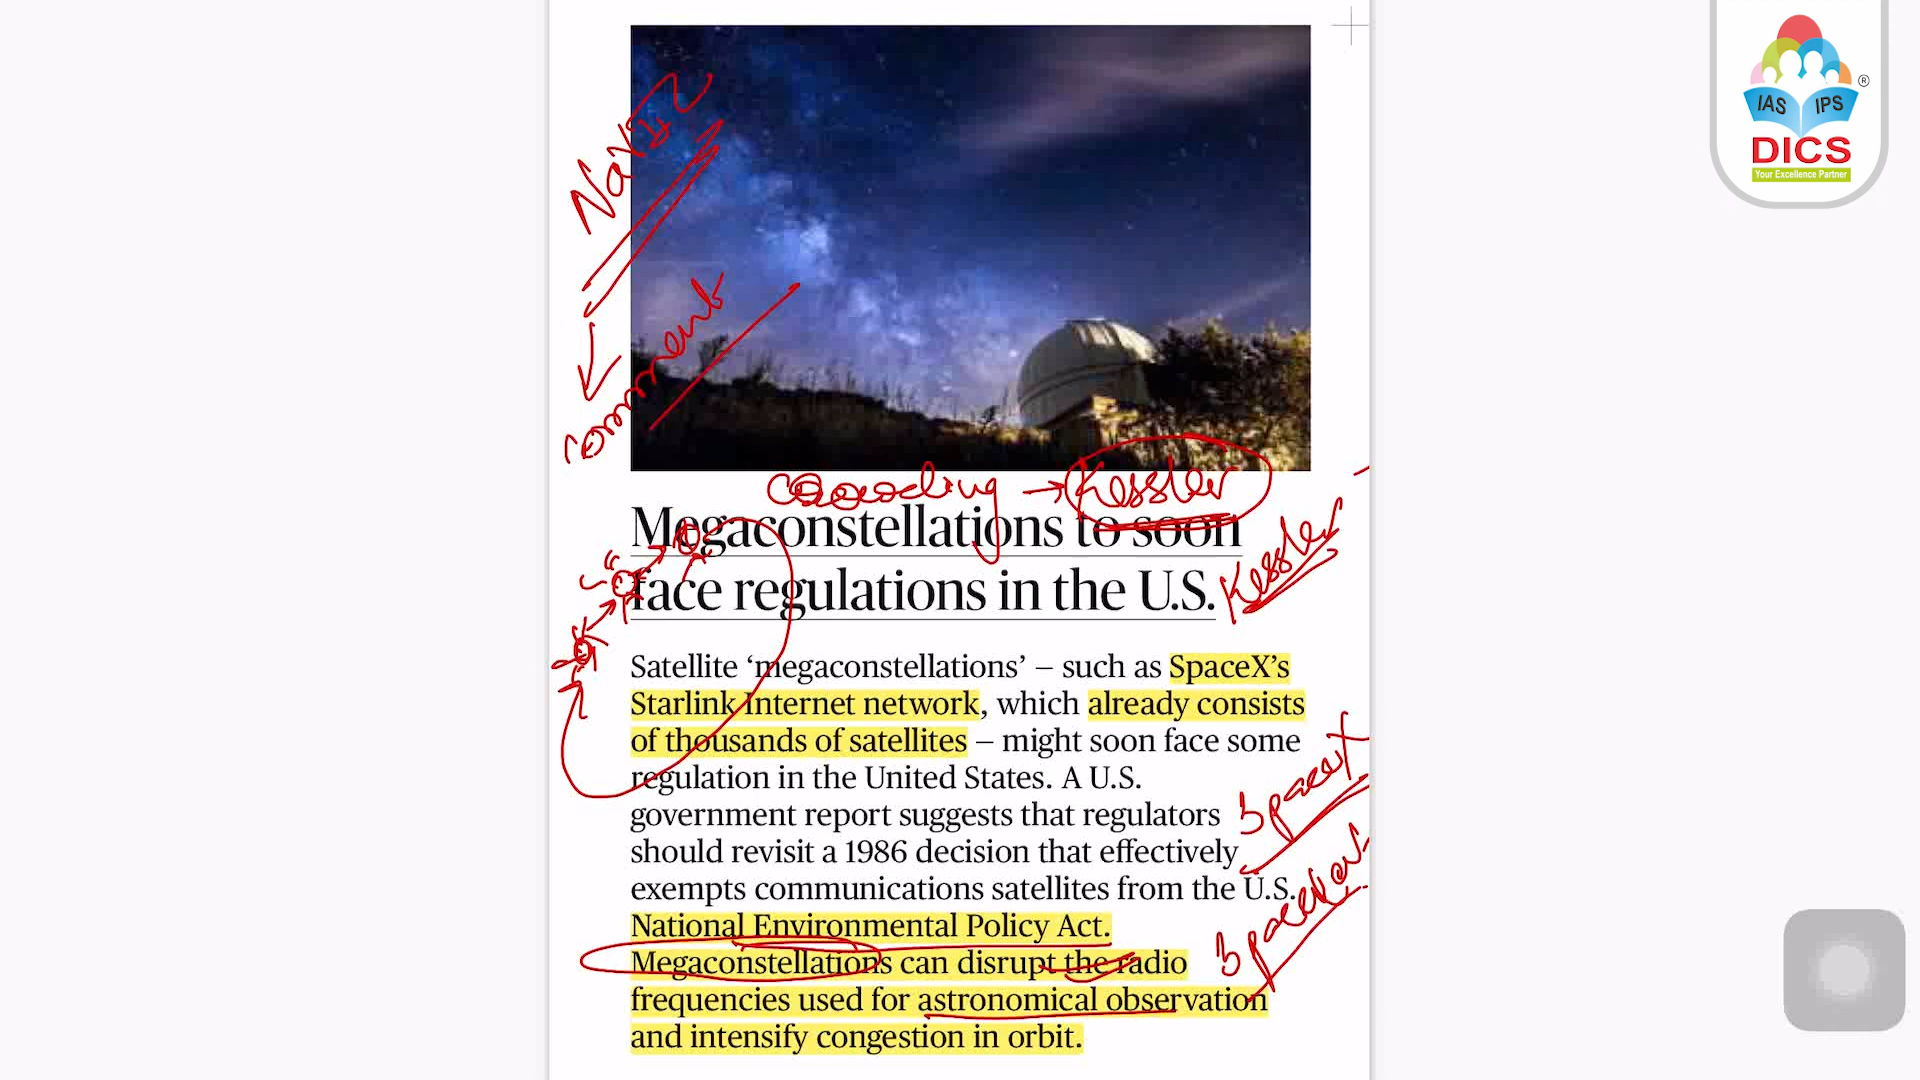 IAS IPS
®
DICS
Your Excellence Partner
NavIC
Kessler
Megaconstellations to soon
face regulations in the U.S.
Kessler
Satellite ‘megaconstellations’ – such as SpaceX’s
Starlink Internet network, which already consists
of thousands of satellites – might soon face some
regulation in the United States. A U.S.
government report suggests that regulators
should revisit a 1986 decision that effectively
exempts communications satellites from the U.S.
National Environmental Policy Act.
Megaconstellations can disrupt the radio
frequencies used for astronomical observation
and intensify congestion in orbit.
SpaceX